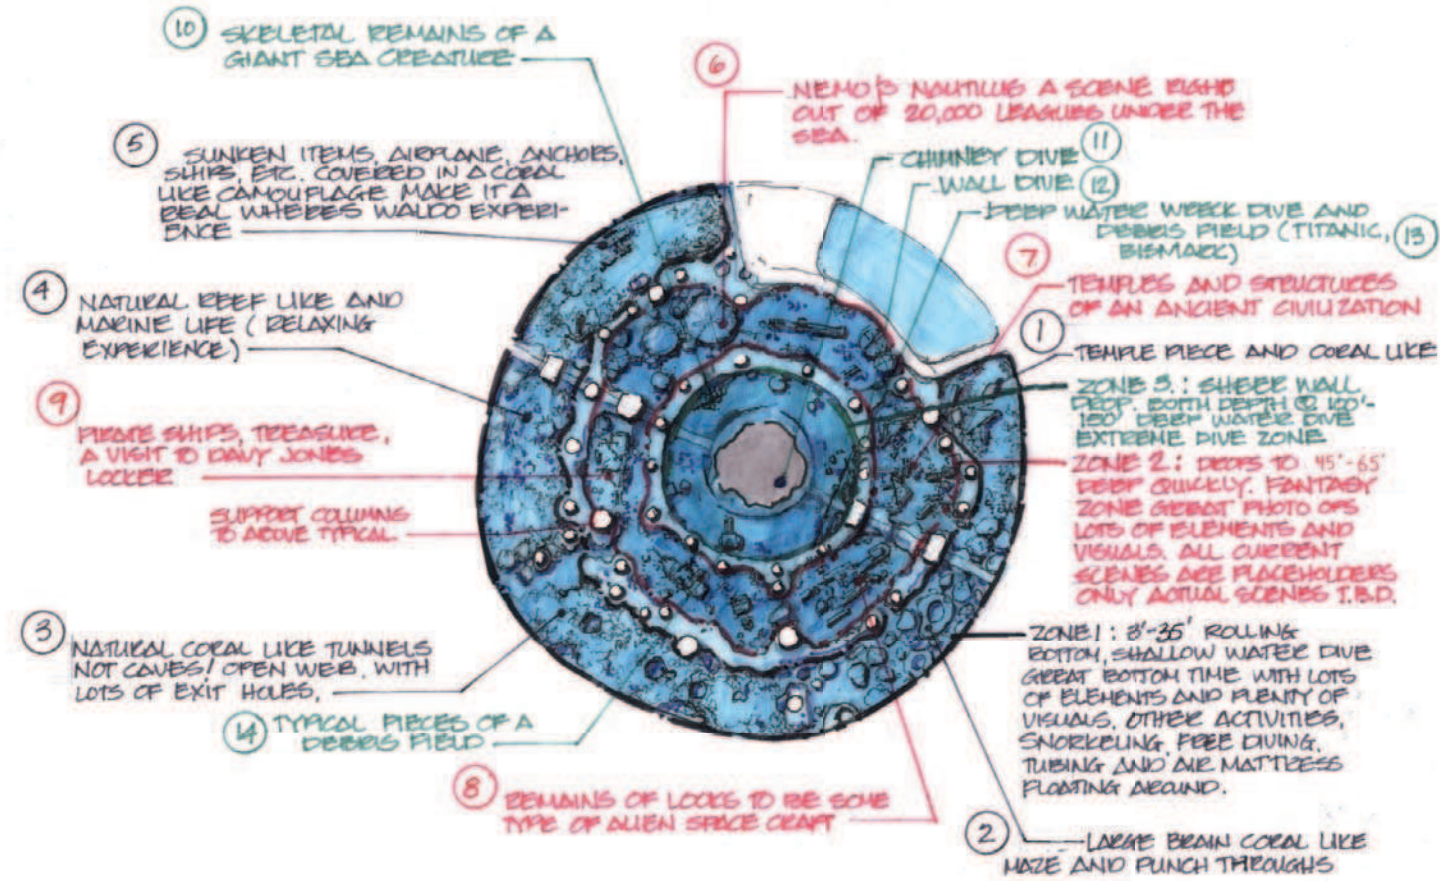 10 SKELETAL REMAINS OF A
GIANT SEA CREATURE
6
NEMO'S NAUTILUS A SCENE RIGHT
OUT OF 20,000 LEAGUES UNDER THE
SEA.
5 SUNKEN ITEMS, AIRPLANE, ANCHORS,
SHIPS, ETC. COVERED IN A CORAL
LIKE CAMOUFLAGE MAKE IT A
REAL WHERES WALDO EXPERI-
ENCE
CHIMNEY DIVE 11
WALL DIVE 12
DEEP WATER WRECK DIVE AND
DEBRIS FIELD (TITANIC, 13
BISMARK)
7
TEMPLES AND STRUCTURES
OF AN ANCIENT CIVILIZATION
4 NATURAL REEF LIKE AND
MARINE LIFE (RELAXING
EXPERIENCE)
1
TEMPLE PIECE AND CORAL LIKE
ZONE 3.: SHEER WALL
DROP. BOTTH DEPTH @ 100'-
150' DEEP WATER DIVE
EXTREME DIVE ZONE
9
PIRATE SHIPS, TREASURE,
A VISIT TO DAVY JONES
LOCKER
ZONE 2: DROPS TO 45'-65'
DEEP QUICKLY. FANTASY
ZONE GREAT PHOTO OPS
LOTS OF ELEMENTS AND
VISUALS. ALL CURRENT
SCENES ARE PLACEHOLDERS
ONLY ACTUAL SCENES T.B.D.
SUPPORT COLUMNS
TO ABOVE TYPICAL
3
NATURAL CORAL LIKE TUNNELS
NOT CAVES! OPEN WEB, WITH
LOTS OF EXIT HOLES.
ZONE 1: 3'-35' ROLLING
BOTTOM, SHALLOW WATER DIVE
GREAT BOTTOM TIME WITH LOTS
OF ELEMENTS AND PLENTY OF
VISUALS, OTHER ACTIVITIES,
SNORKELING, FREE DIVING,
TUBING AND AIR MATTRESS
FLOATING AROUND.
14 TYPICAL PIECES OF A
DEBRIS FIELD
8 REMAINS OF LOOKS TO BE SOME
TYPE OF ALIEN SPACE CRAFT
2 LARGE BRAIN CORAL LIKE
MAZE AND PUNCH THROUGHS